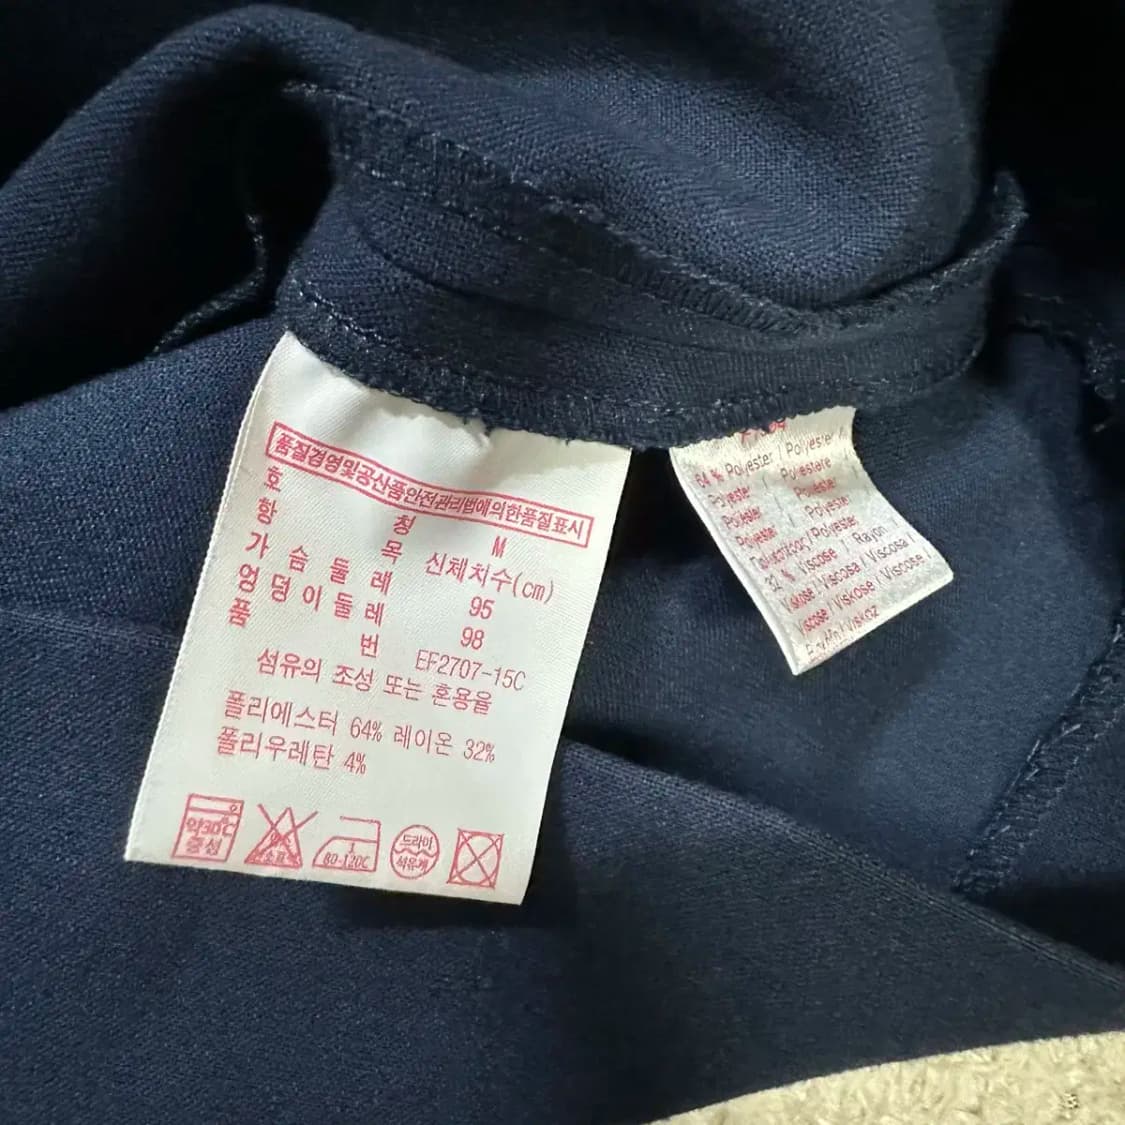 품질경영및공산품안전관리법에의한품질표시
호 칭 M
항 목 신체치수(cm)
가 슴 둘 레 95
엉 덩 이 둘 레 98
품 번 EF2707-15C
섬유의 조성 또는 혼용율
폴리에스터 64% 레이온 32%
폴리우레탄 4%
약30℃
중성
80-120C
드라이
석유계
64 % Polyester / Polyester /
Polyester / Poliestere
Polyester / Poliester
Poliester / Polyester
Polyester
32 % Viscose / Rayon /
Viskose / Viscosa / Viscosa /
Viscose / Viskose / Viscose /
Viskoz